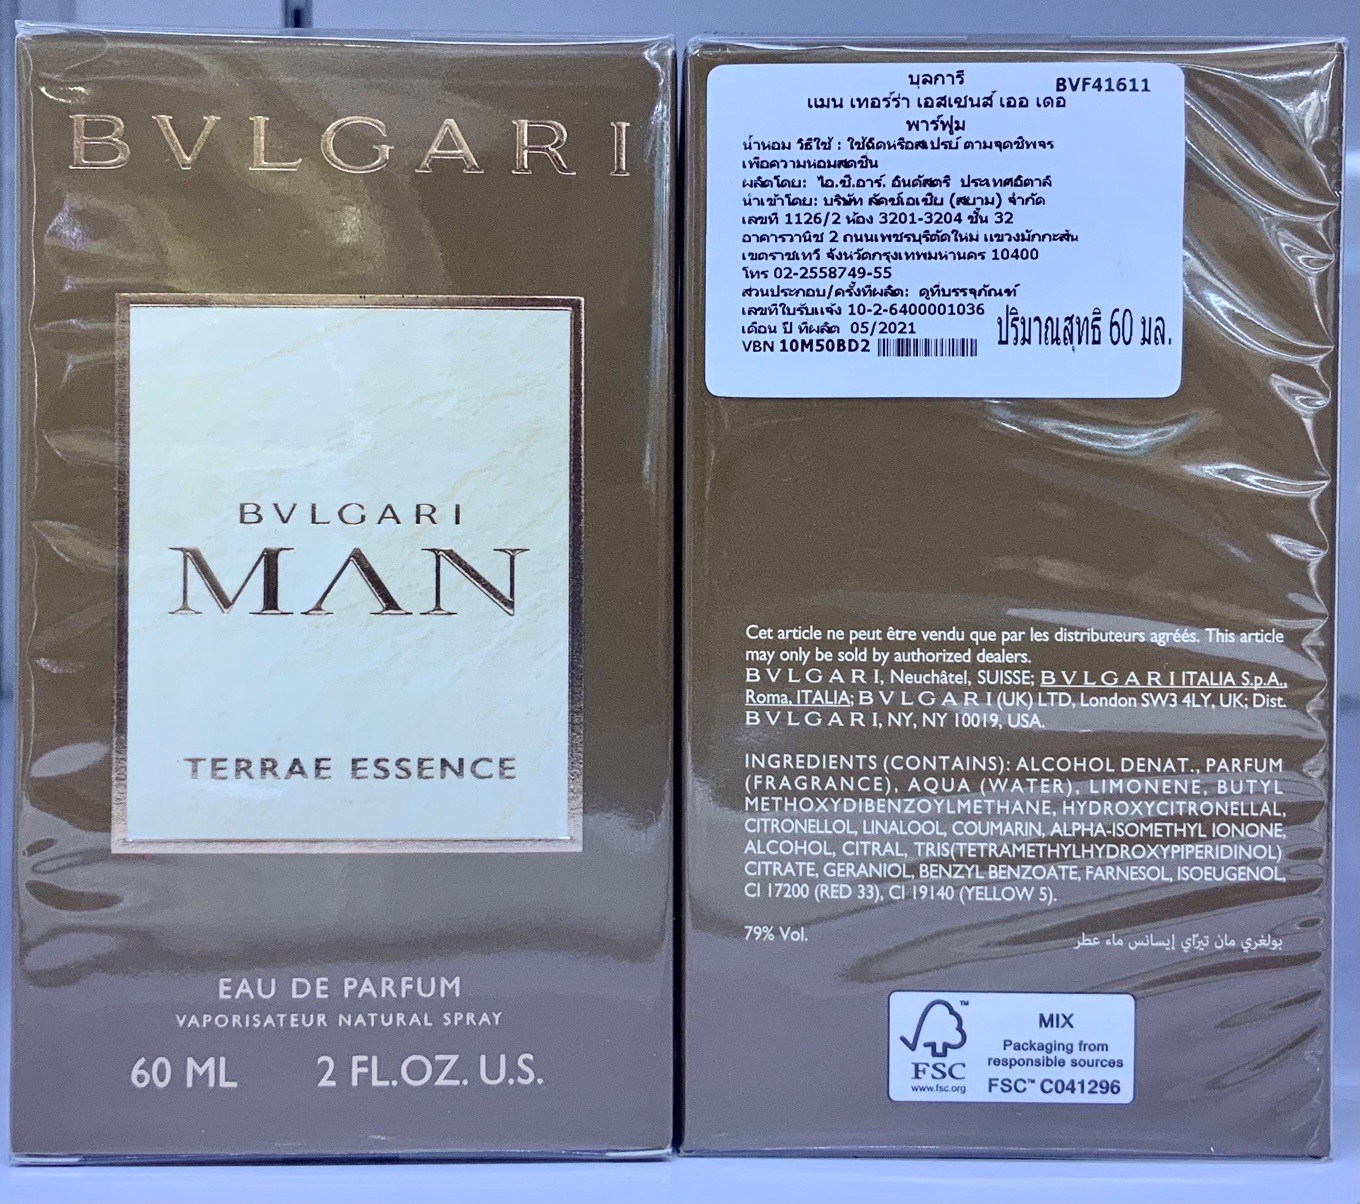 BVLGARI
BVLGARI
MAN
TERRAE ESSENCE
EAU DE PARFUM
VAPORISATEUR NATURAL SPRAY
60 ML 2 FL.OZ. U.S.
บุลการี BVF41611
แมน เทอร์ร่า เอสเซนส์ เออ เดอ
พาร์ฟูม
น้ำหอม วิธีใช้ : ใช้ฉีดหรือสเปรย์ ตามจุดชีพจร
เพื่อความหอมสดชื่น
ผลิตโดย: ไอ.ซี.อาร์. อินดัสตรี ประเทศอิตาลี
นำเข้าโดย: บริษัท ลัคซ์เอเชีย (สยาม) จำกัด
เลขที่ 1126/2 ห้อง 3201-3204 ชั้น 32
อาคารวานิช 2 ถนนเพชรบุรีตัดใหม่ แขวงมักกะสัน
เขตราชเทวี จังหวัดกรุงเทพมหานคร 10400
โทร 02-2558749-55
ส่วนประกอบ/ครั้งที่ผลิต: ดูที่บรรจุภัณฑ์
เลขที่ใบรับแจ้ง 10-2-6400001036
เดือน ปี ที่ผลิต 05/2021
VBN 10M50BD2
ปริมาณสุทธิ 60 มล.
Cet article ne peut être vendu que par les distributeurs agréés. This article
may only be sold by authorized dealers.
BVLGARI, Neuchâtel, SUISSE; BVLGARI ITALIA S.p.A.,
Roma, ITALIA; BVLGARI (UK) LTD, London SW3 4LY, UK; Dist.
BVLGARI, NY, NY 10019, USA.
INGREDIENTS (CONTAINS): ALCOHOL DENAT., PARFUM
(FRAGRANCE), AQUA (WATER), LIMONENE, BUTYL
METHOXYDIBENZOYLMETHANE, HYDROXYCITRONELLAL,
CITRONELLOL, LINALOOL, COUMARIN, ALPHA-ISOMETHYL IONONE,
ALCOHOL, CITRAL, TRIS(TETRAMETHYLHYDROXYPIPERIDINOL)
CITRATE, GERANIOL, BENZYL BENZOATE, FARNESOL, ISOEUGENOL,
CI 17200 (RED 33), CI 19140 (YELLOW 5).
79% Vol.
بولغري مان تيرّاي إيسانس ماء عطر
FSC
www.fsc.org
MIX
Packaging from
responsible sources
FSC™ C041296